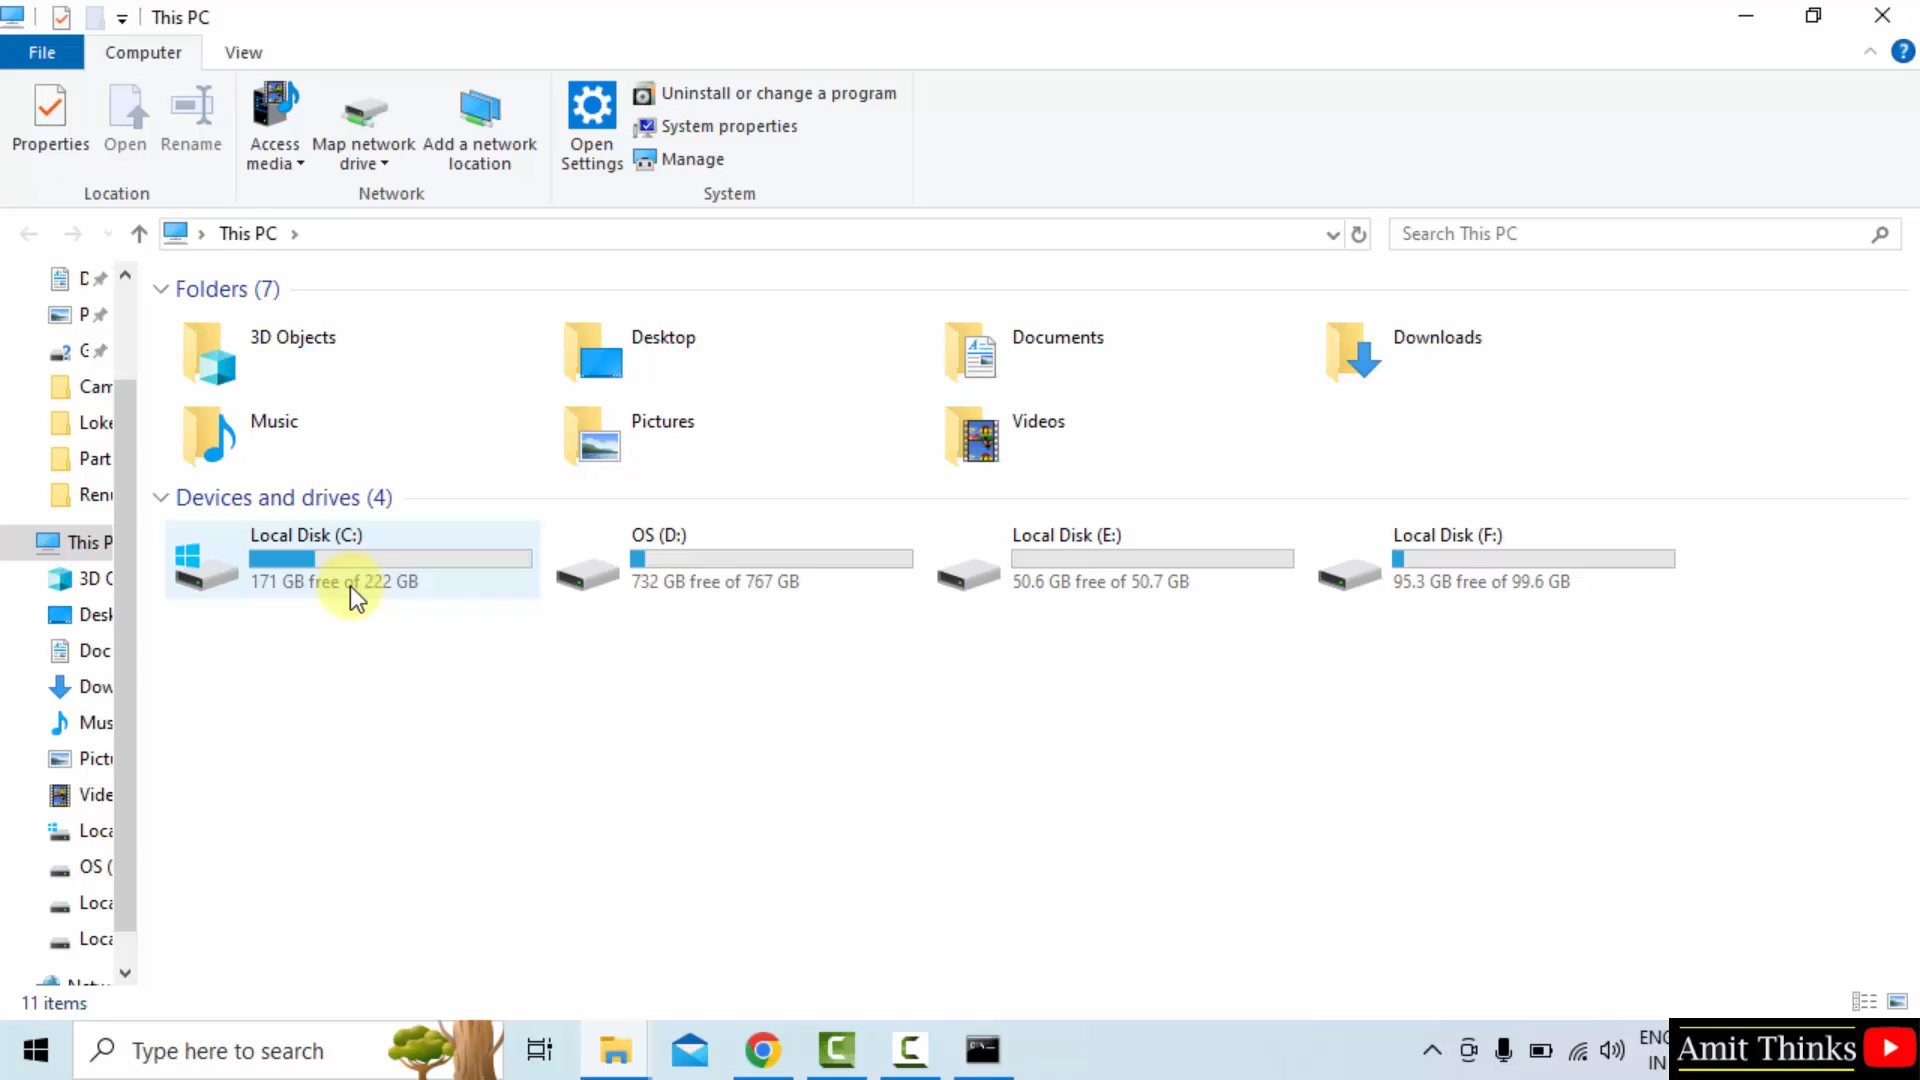 This PC
File Computer View
Properties Open Rename Access media Map network drive Add a network location Open Settings
Uninstall or change a program
System properties
Manage
Location Network System
This PC
Search This PC
Folders (7)
3D Objects Desktop Documents Downloads
Music Pictures Videos
Devices and drives (4)
Local Disk (C:) OS (D:) Local Disk (E:) Local Disk (F:)
171 GB free of 222 GB 732 GB free of 767 GB 50.6 GB free of 50.7 GB 95.3 GB free of 99.6 GB
D
P
G
Cam
Loke
Part
Ren
This P
3D O
Desk
Doc
Dow
Mus
Pict
Vide
Loca
OS (
Loca
Loca
11 items
Type here to search
ENG
IN
Amit Thinks